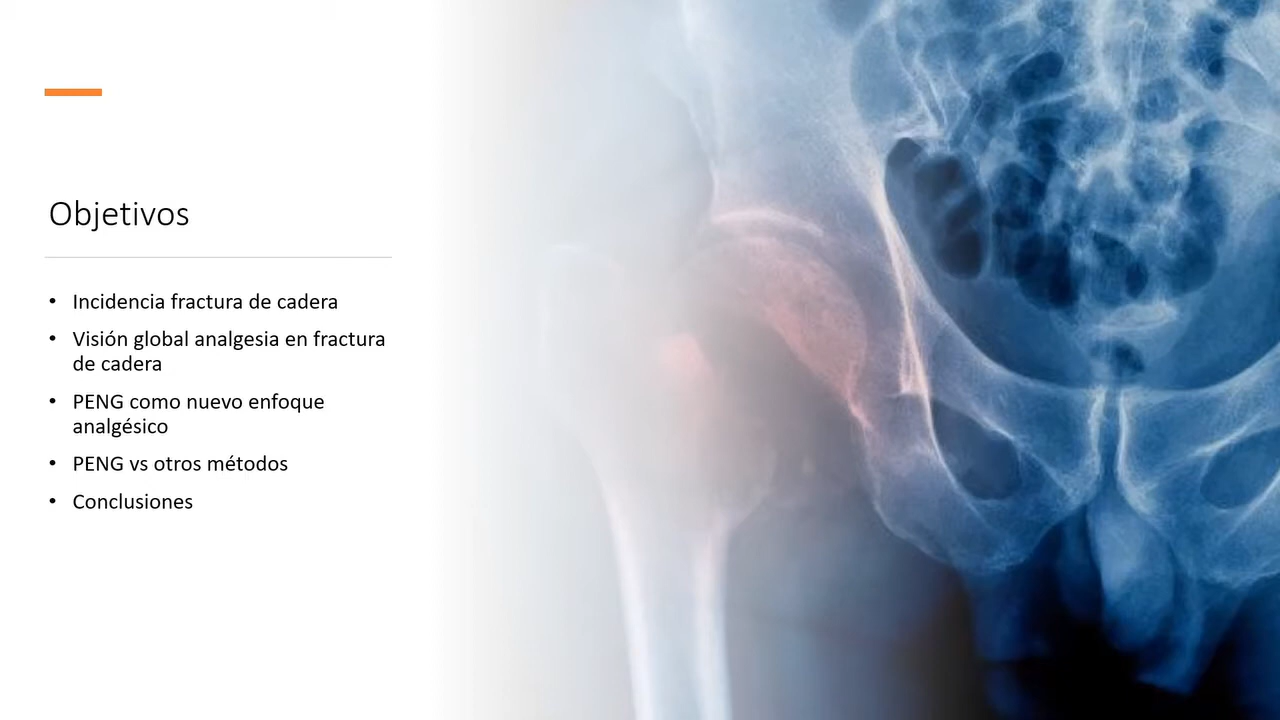 Objetivos
• Incidencia fractura de cadera
• Visión global analgesia en fractura
de cadera
• PENG como nuevo enfoque
analgésico
• PENG vs otros métodos
• Conclusiones